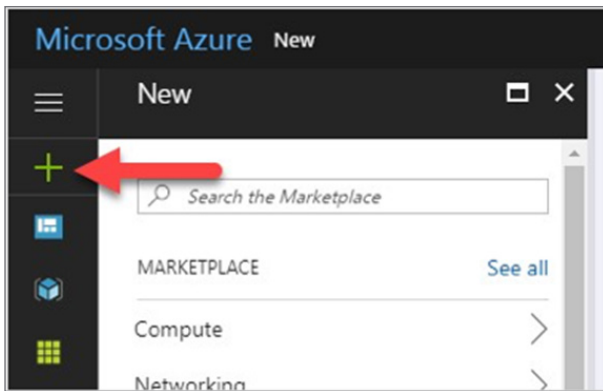 Microsoft Azure New
New
Search the Marketplace
MARKETPLACE See all
Compute
Networking